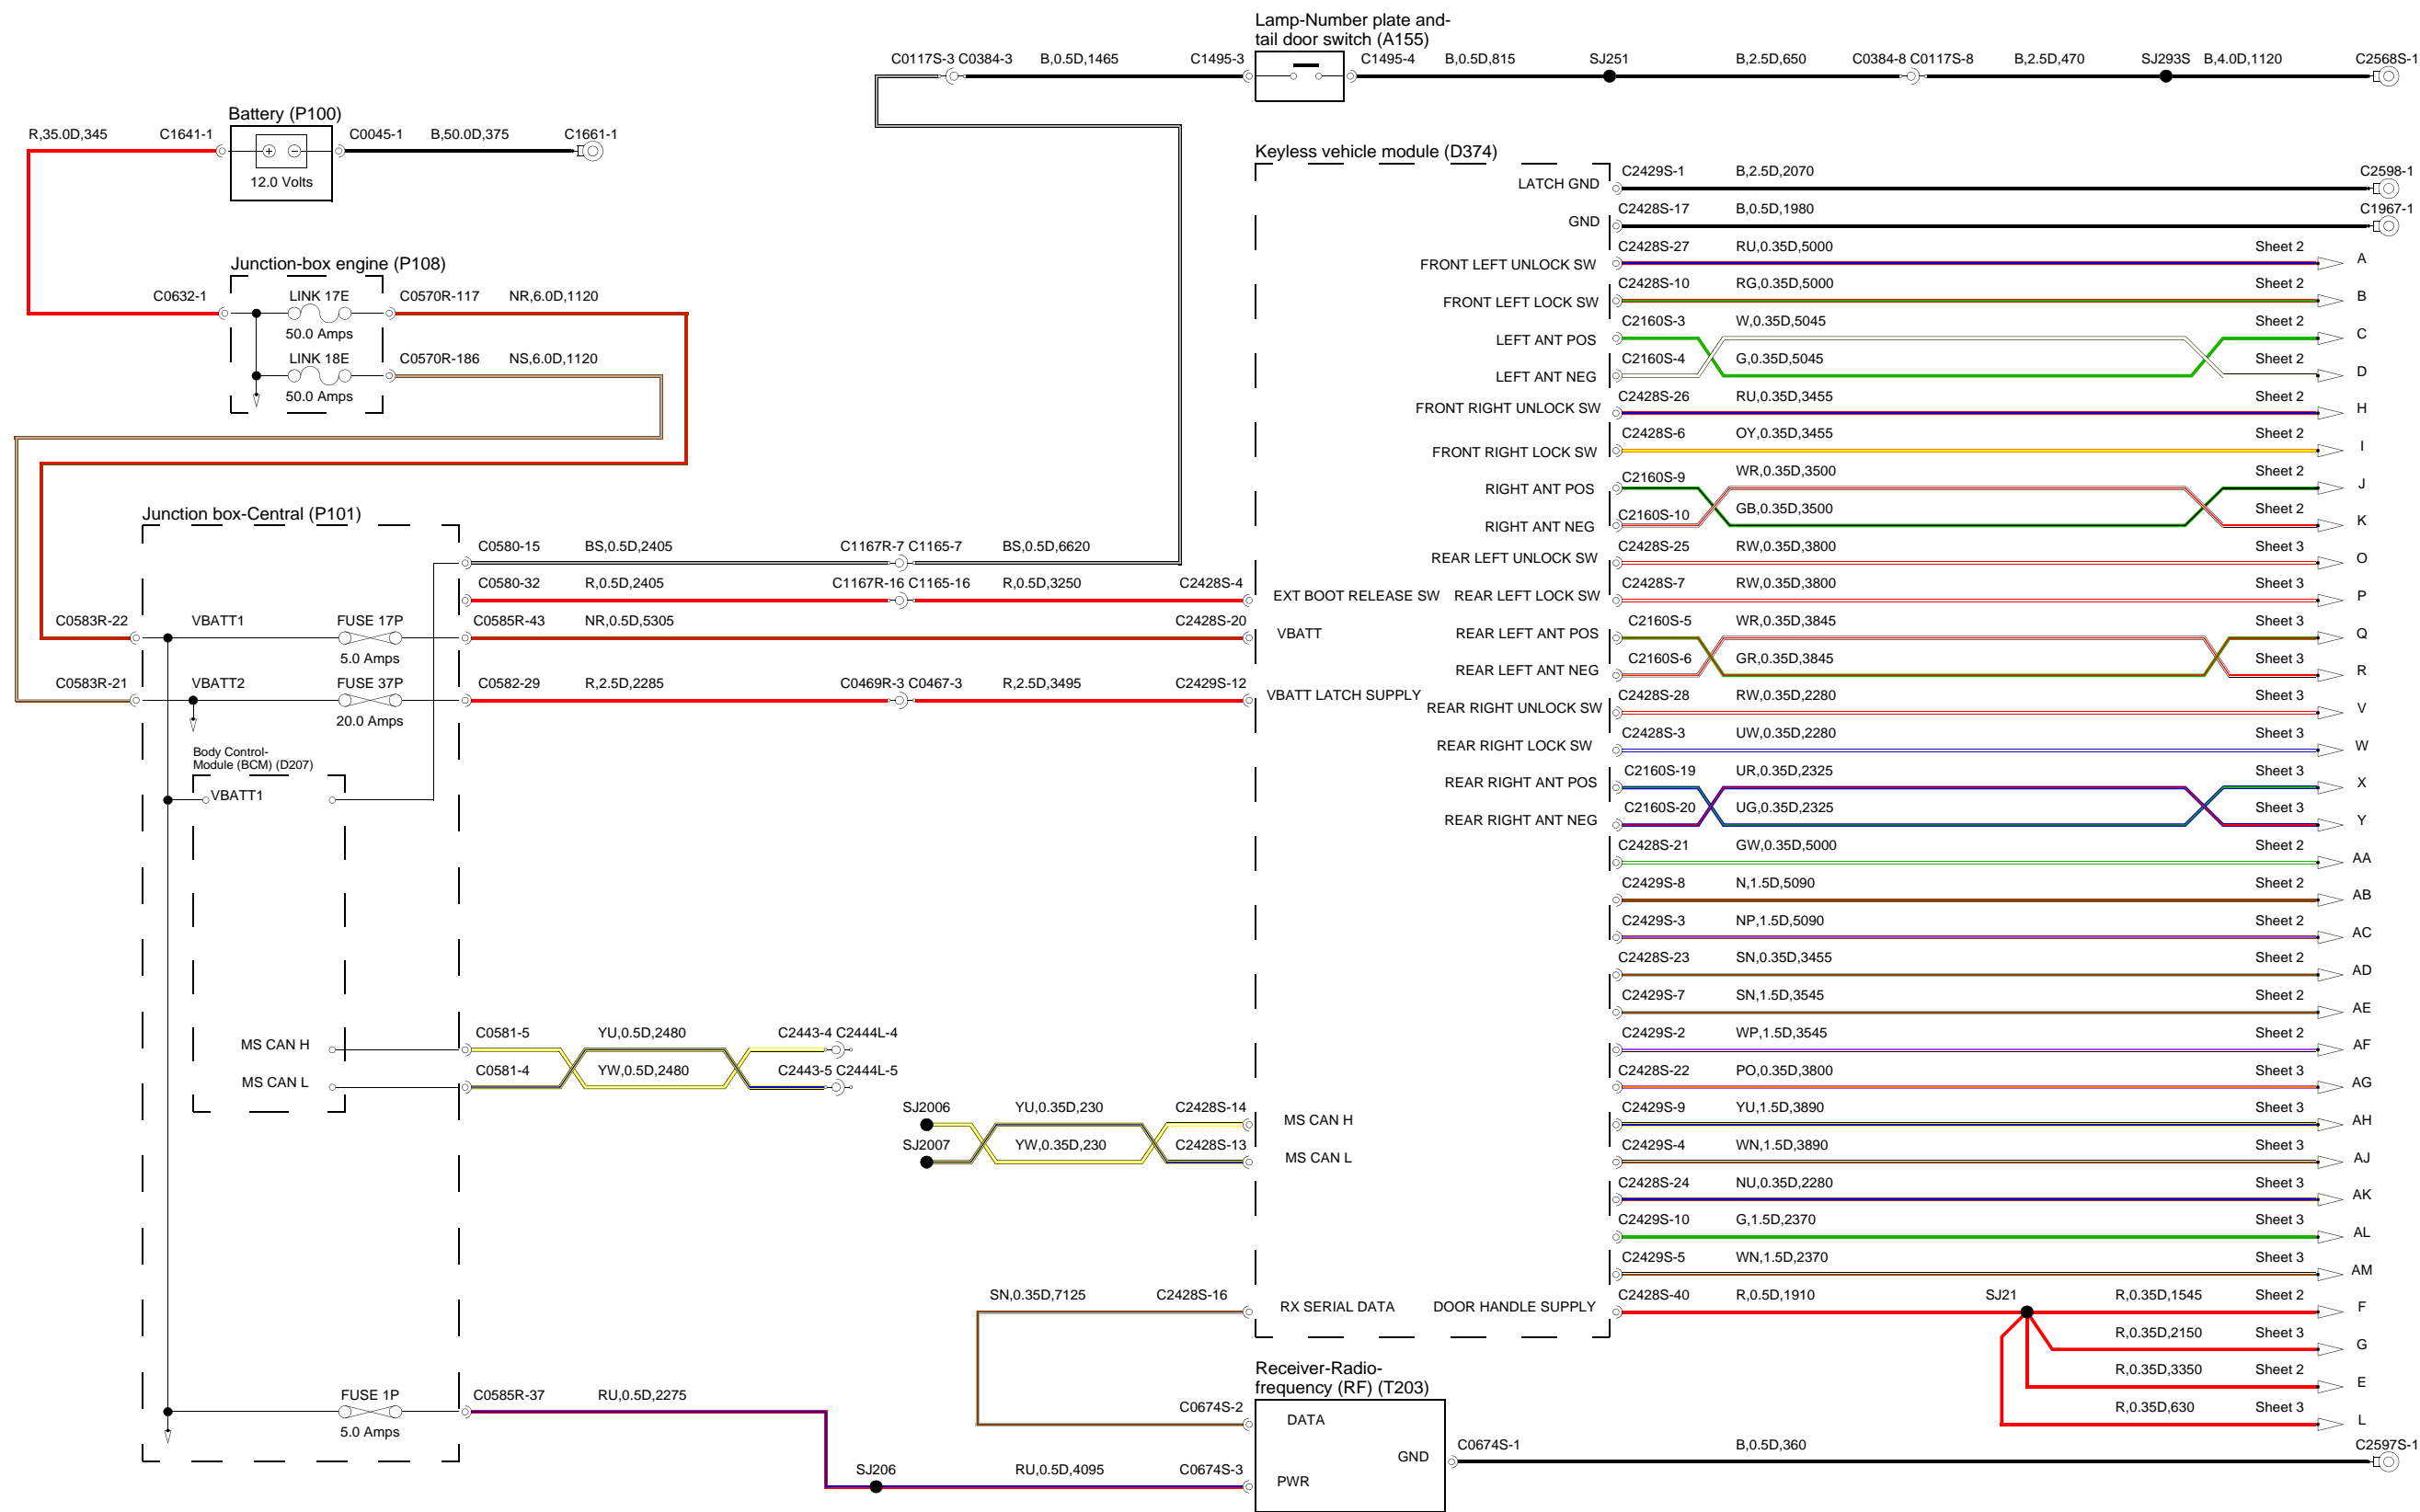 Lamp-Number plate and-
tail door switch (A155)
C0117S-3 C0384-3 B,0.5D,1465 C1495-3 C1495-4 B,0.5D,815 SJ251 B,2.5D,650 C0384-8 C0117S-8 B,2.5D,470 SJ293S B,4.0D,1120 C2568S-1
Battery (P100)
R,35.0D,345 C1641-1 C0045-1 B,50.0D,375 C1661-1
12.0 Volts
Junction-box engine (P108)
C0632-1 LINK 17E C0570R-117 NR,6.0D,1120
50.0 Amps
LINK 18E C0570R-186 NS,6.0D,1120
50.0 Amps
Junction box-Central (P101)
C0580-15 BS,0.5D,2405 C1167R-7 C1165-7 BS,0.5D,6620
C0580-32 R,0.5D,2405 C1167R-16 C1165-16 R,0.5D,3250 C2428S-4
C0583R-22 VBATT1 FUSE 17P C0585R-43 NR,0.5D,5305 C2428S-20
5.0 Amps
C0583R-21 VBATT2 FUSE 37P C0582-29 R,2.5D,2285 C0469R-3 C0467-3 R,2.5D,3495 C2429S-12
20.0 Amps
Body Control-
Module (BCM) (D207)
VBATT1
MS CAN H C0581-5 YU,0.5D,2480 C2443-4 C2444L-4
MS CAN L C0581-4 YW,0.5D,2480 C2443-5 C2444L-5
SJ2006 YU,0.35D,230 C2428S-14
SJ2007 YW,0.35D,230 C2428S-13
SN,0.35D,7125 C2428S-16
FUSE 1P C0585R-37 RU,0.5D,2275
5.0 Amps
SJ206 RU,0.5D,4095 C0674S-3
C0674S-2
Keyless vehicle module (D374)
LATCH GND C2429S-1 B,2.5D,2070 C2598-1
GND C2428S-17 B,0.5D,1980 C1967-1
FRONT LEFT UNLOCK SW C2428S-27 RU,0.35D,5000 Sheet 2 A
FRONT LEFT LOCK SW C2428S-10 RG,0.35D,5000 Sheet 2 B
LEFT ANT POS C2160S-3 W,0.35D,5045 Sheet 2 C
LEFT ANT NEG C2160S-4 G,0.35D,5045 Sheet 2 D
FRONT RIGHT UNLOCK SW C2428S-26 RU,0.35D,3455 Sheet 2 H
FRONT RIGHT LOCK SW C2428S-6 OY,0.35D,3455 Sheet 2 I
RIGHT ANT POS C2160S-9 WR,0.35D,3500 Sheet 2 J
RIGHT ANT NEG C2160S-10 GB,0.35D,3500 Sheet 2 K
REAR LEFT UNLOCK SW C2428S-25 RW,0.35D,3800 Sheet 3 O
EXT BOOT RELEASE SW REAR LEFT LOCK SW C2428S-7 RW,0.35D,3800 Sheet 3 P
VBATT REAR LEFT ANT POS C2160S-5 WR,0.35D,3845 Sheet 3 Q
REAR LEFT ANT NEG C2160S-6 GR,0.35D,3845 Sheet 3 R
VBATT LATCH SUPPLY REAR RIGHT UNLOCK SW C2428S-28 RW,0.35D,2280 Sheet 3 V
REAR RIGHT LOCK SW C2428S-3 UW,0.35D,2280 Sheet 3 W
REAR RIGHT ANT POS C2160S-19 UR,0.35D,2325 Sheet 3 X
REAR RIGHT ANT NEG C2160S-20 UG,0.35D,2325 Sheet 3 Y
C2428S-21 GW,0.35D,5000 Sheet 2 AA
C2429S-8 N,1.5D,5090 Sheet 2 AB
C2429S-3 NP,1.5D,5090 Sheet 2 AC
C2428S-23 SN,0.35D,3455 Sheet 2 AD
C2429S-7 SN,1.5D,3545 Sheet 2 AE
C2429S-2 WP,1.5D,3545 Sheet 2 AF
C2428S-22 PO,0.35D,3800 Sheet 3 AG
MS CAN H C2429S-9 YU,1.5D,3890 Sheet 3 AH
MS CAN L C2429S-4 WN,1.5D,3890 Sheet 3 AJ
C2428S-24 NU,0.35D,2280 Sheet 3 AK
C2429S-10 G,1.5D,2370 Sheet 3 AL
C2429S-5 WN,1.5D,2370 Sheet 3 AM
RX SERIAL DATA DOOR HANDLE SUPPLY C2428S-40 R,0.5D,1910 SJ21 R,0.35D,1545 Sheet 2 F
R,0.35D,2150 Sheet 3 G
R,0.35D,3350 Sheet 2 E
R,0.35D,630 Sheet 3 L
Receiver-Radio-
frequency (RF) (T203)
DATA
GND C0674S-1 B,0.5D,360 C2597S-1
PWR